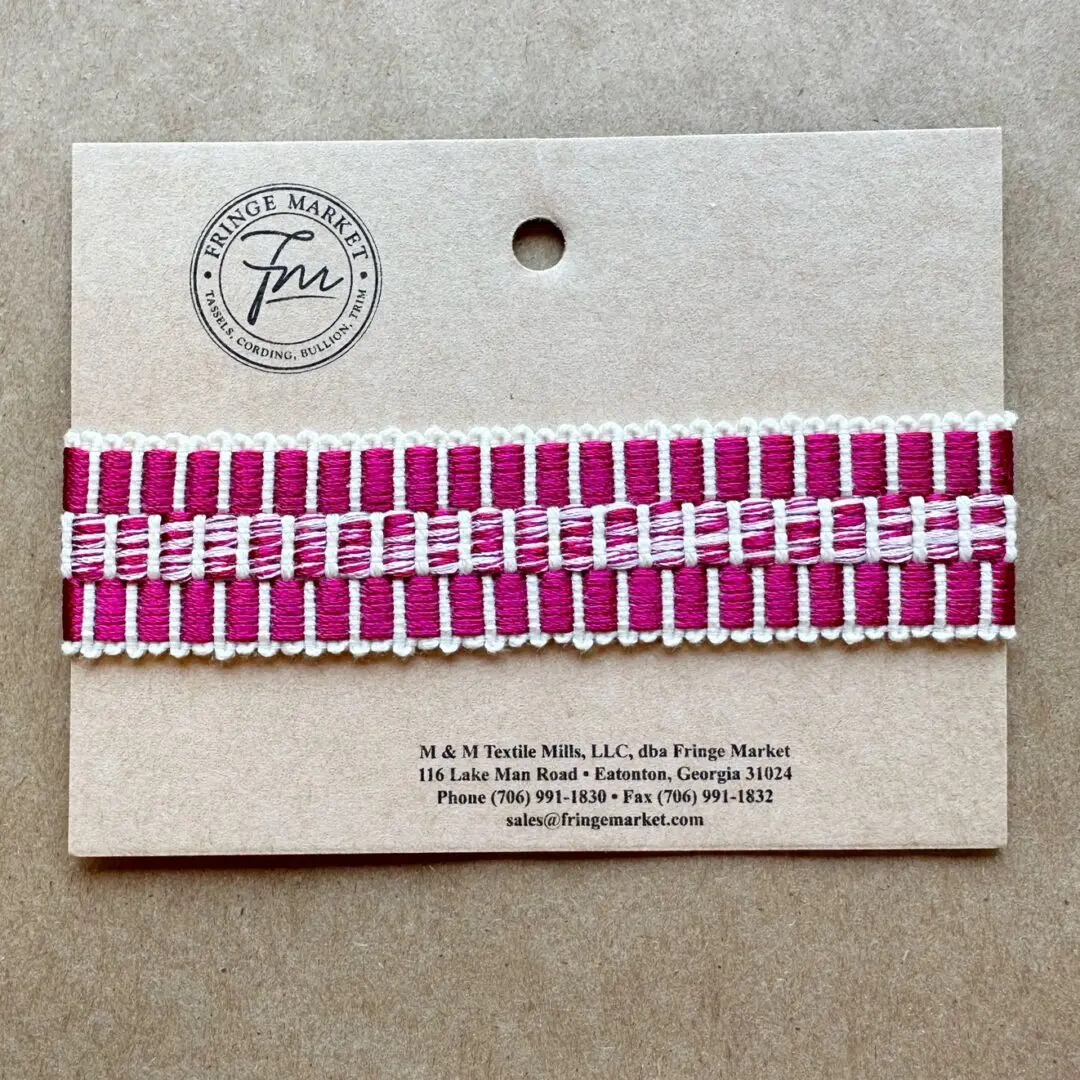 FRINGE MARKET
Fm
TASSELS, CORDING, BULLION, TRIM
M & M Textile Mills, LLC, dba Fringe Market
116 Lake Man Road • Eatonton, Georgia 31024
Phone (706) 991-1830 • Fax (706) 991-1832
sales@fringemarket.com